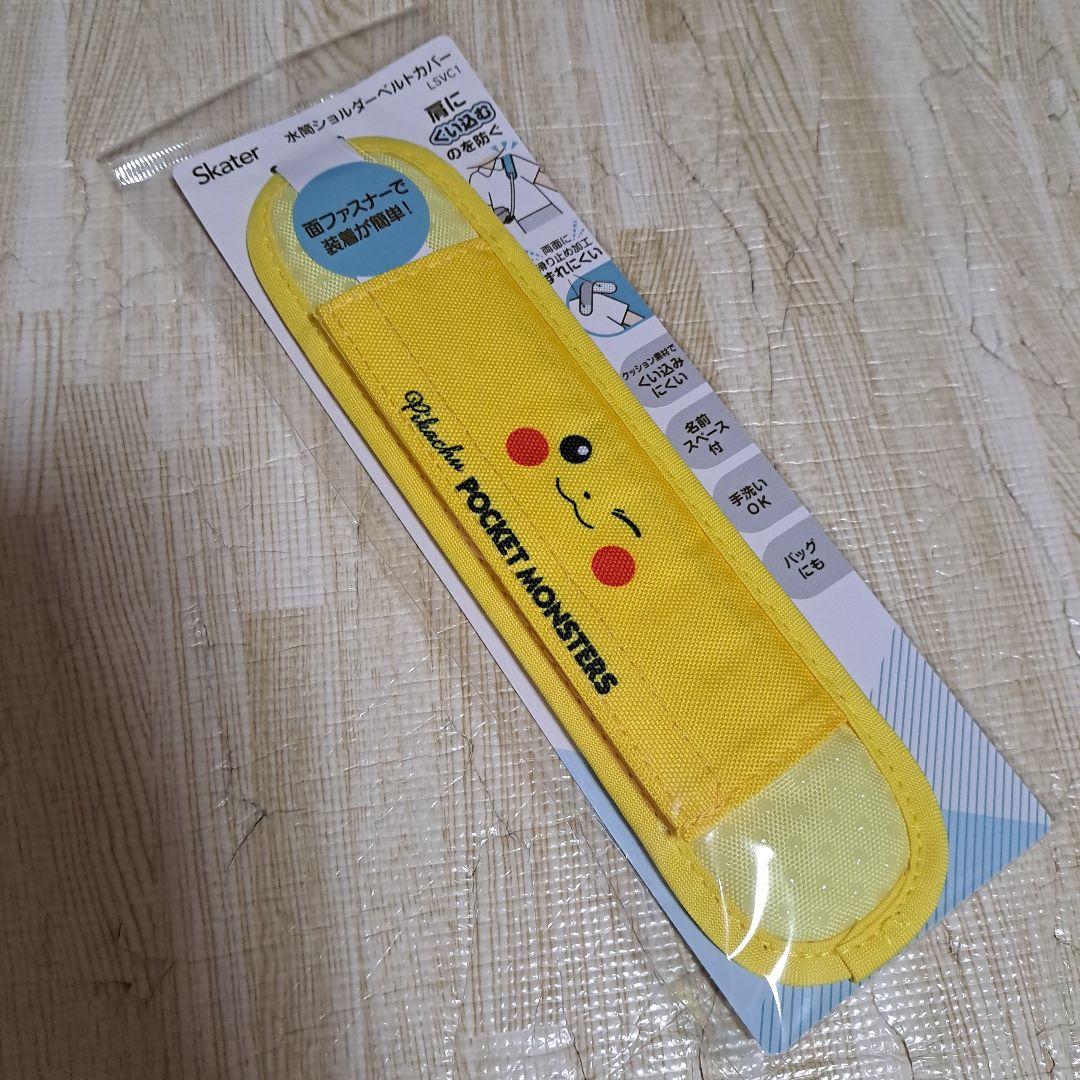 Skater
水筒ショルダーベルトカバー
LSVC1
肩に
くい込む
のを防ぐ
面ファスナーで
装着が簡単!
両面に
滑り止め加工
ずれにくい
クッション素材で
くい込み
にくい
名前
スペース
付
手洗い
OK
バッグ
にも
Pikachu POCKET MONSTERS